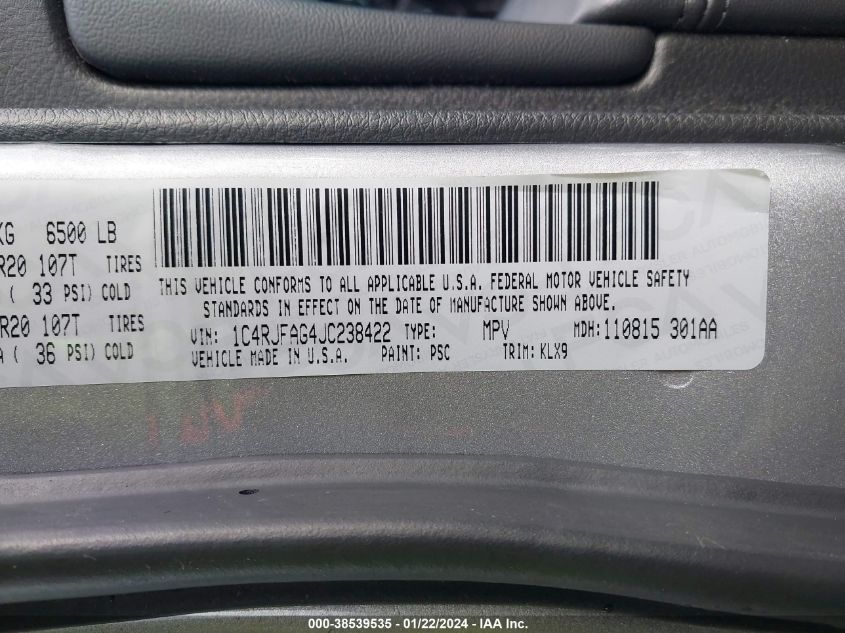 KG 6500 LB
R20 107T TIRES
( 33 PSI) COLD
R20 107T TIRES
( 36 PSI) COLD
THIS VEHICLE CONFORMS TO ALL APPLICABLE U.S.A. FEDERAL MOTOR VEHICLE SAFETY
STANDARDS IN EFFECT ON THE DATE OF MANUFACTURE SHOWN ABOVE.
VIN: 1C4RJFAG4JC238422 TYPE: MPV MDH: 110815 301AA
VEHICLE MADE IN U.S.A. PAINT: PSC TRIM: KLX9
000-38539535 - 01/22/2024 - IAA Inc.